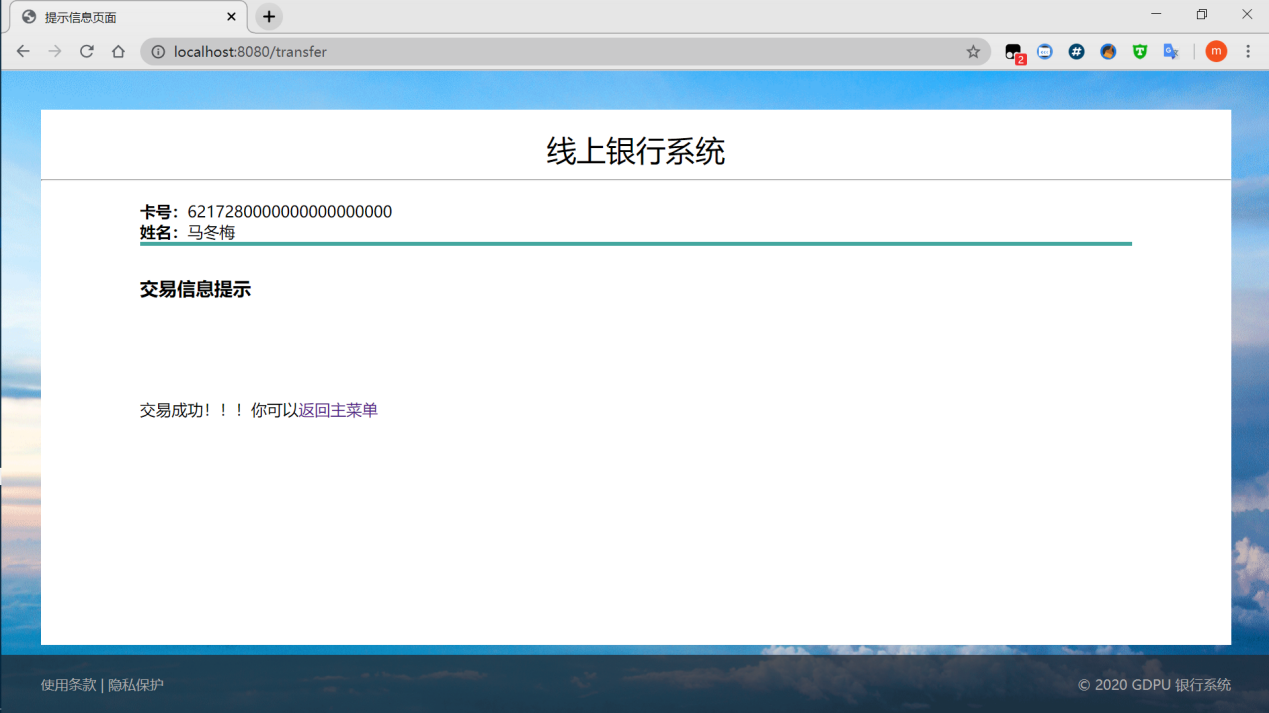 提示信息页面
localhost:8080/transfer
2
m
线上银行系统
卡号：6217280000000000000000
姓名：马冬梅
交易信息提示
交易成功！！！你可以返回主菜单
使用条款 | 隐私保护
© 2020 GDPU 银行系统